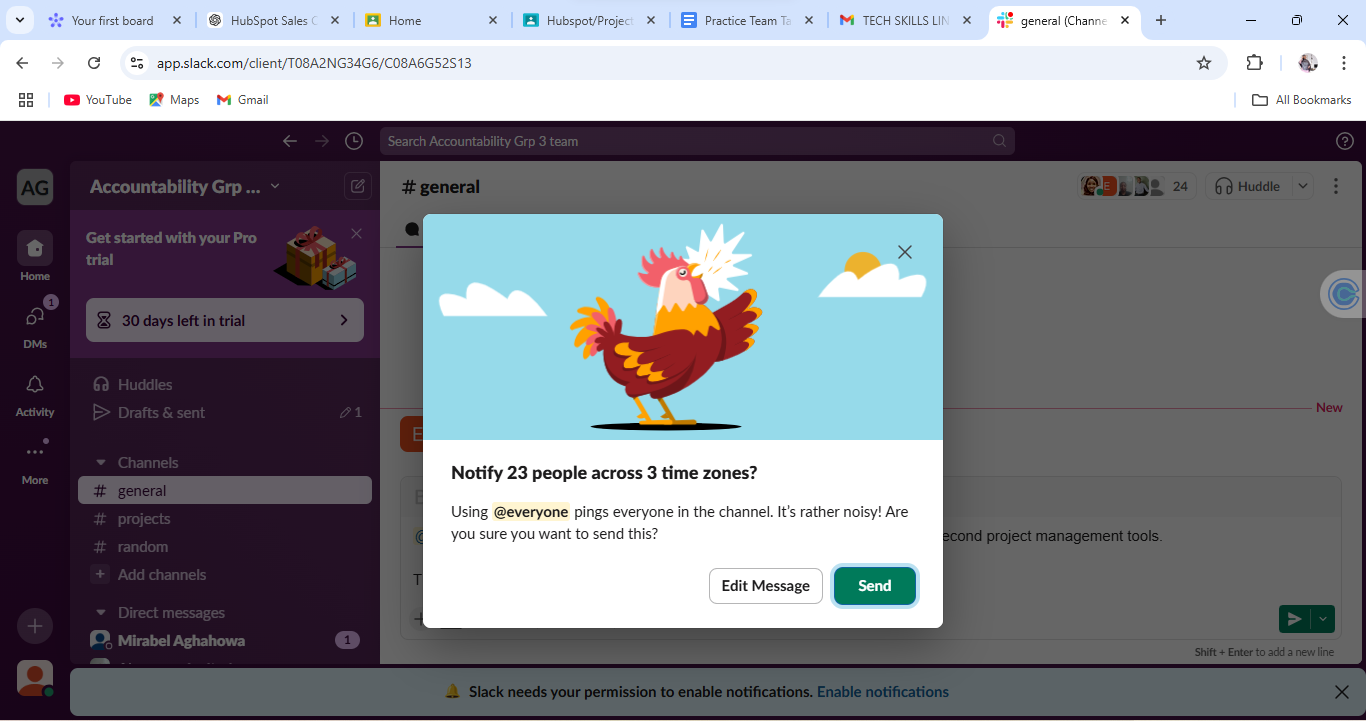 Your first board
HubSpot Sales C
Home
Hubspot/Project
Practice Team Ta
TECH SKILLS LIN
general (Channe
app.slack.com/client/T08A2NG34G6/C08A6G52S13
YouTube
Maps
Gmail
All Bookmarks
Search Accountability Grp 3 team
AG
Accountability Grp ...
# general
24
Huddle
Get started with your Pro
trial
30 days left in trial
Home
1
DMs
Activity
More
Huddles
Drafts & sent
1
Channels
# general
# projects
# random
+ Add channels
Direct messages
Mirabel Aghahowa
1
New
Notify 23 people across 3 time zones?
Using @everyone pings everyone in the channel. It's rather noisy! Are
you sure you want to send this?
Edit Message
Send
econd project management tools.
Shift + Enter to add a new line
Slack needs your permission to enable notifications. Enable notifications